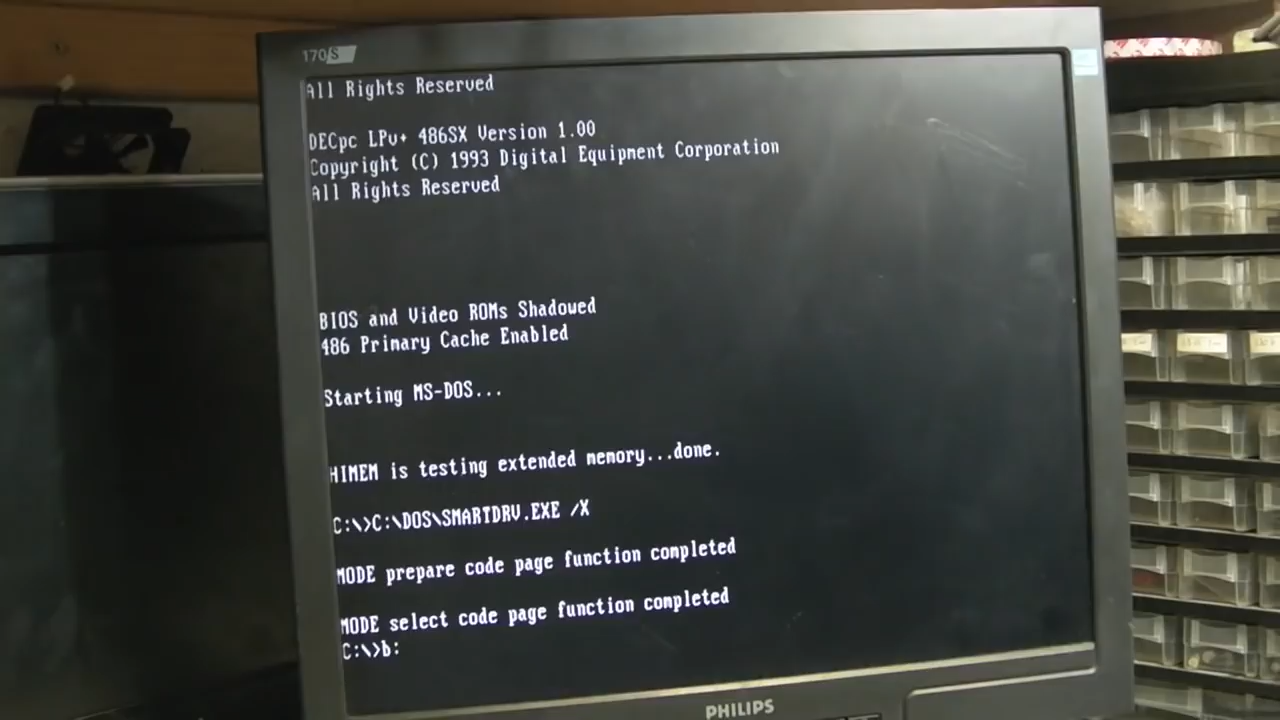 170S
All Rights Reserved
DECpc LPv+ 486SX Version 1.00
Copyright (C) 1993 Digital Equipment Corporation
All Rights Reserved
BIOS and Video ROMs Shadowed
486 Primary Cache Enabled
Starting MS-DOS...
HIMEM is testing extended memory...done.
C:\>C:\DOS\SMARTDRV.EXE /X
MODE prepare code page function completed
MODE select code page function completed
C:\>b:
PHILIPS